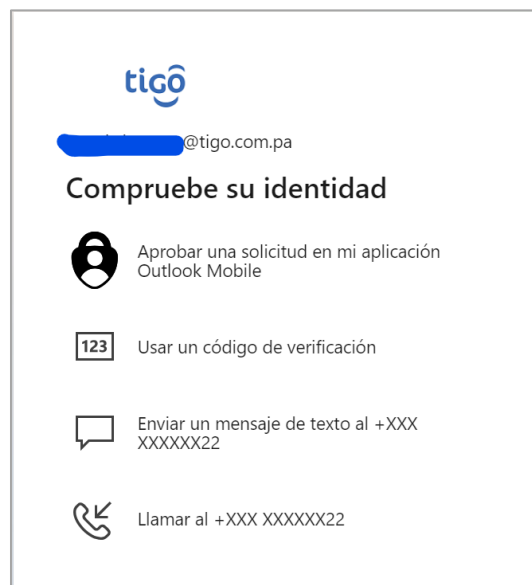 tigô
@tigo.com.pa
Compruebe su identidad
Aprobar una solicitud en mi aplicación
Outlook Mobile
123
Usar un código de verificación
Enviar un mensaje de texto al +XXX
XXXXXX22
Llamar al +XXX XXXXXX22